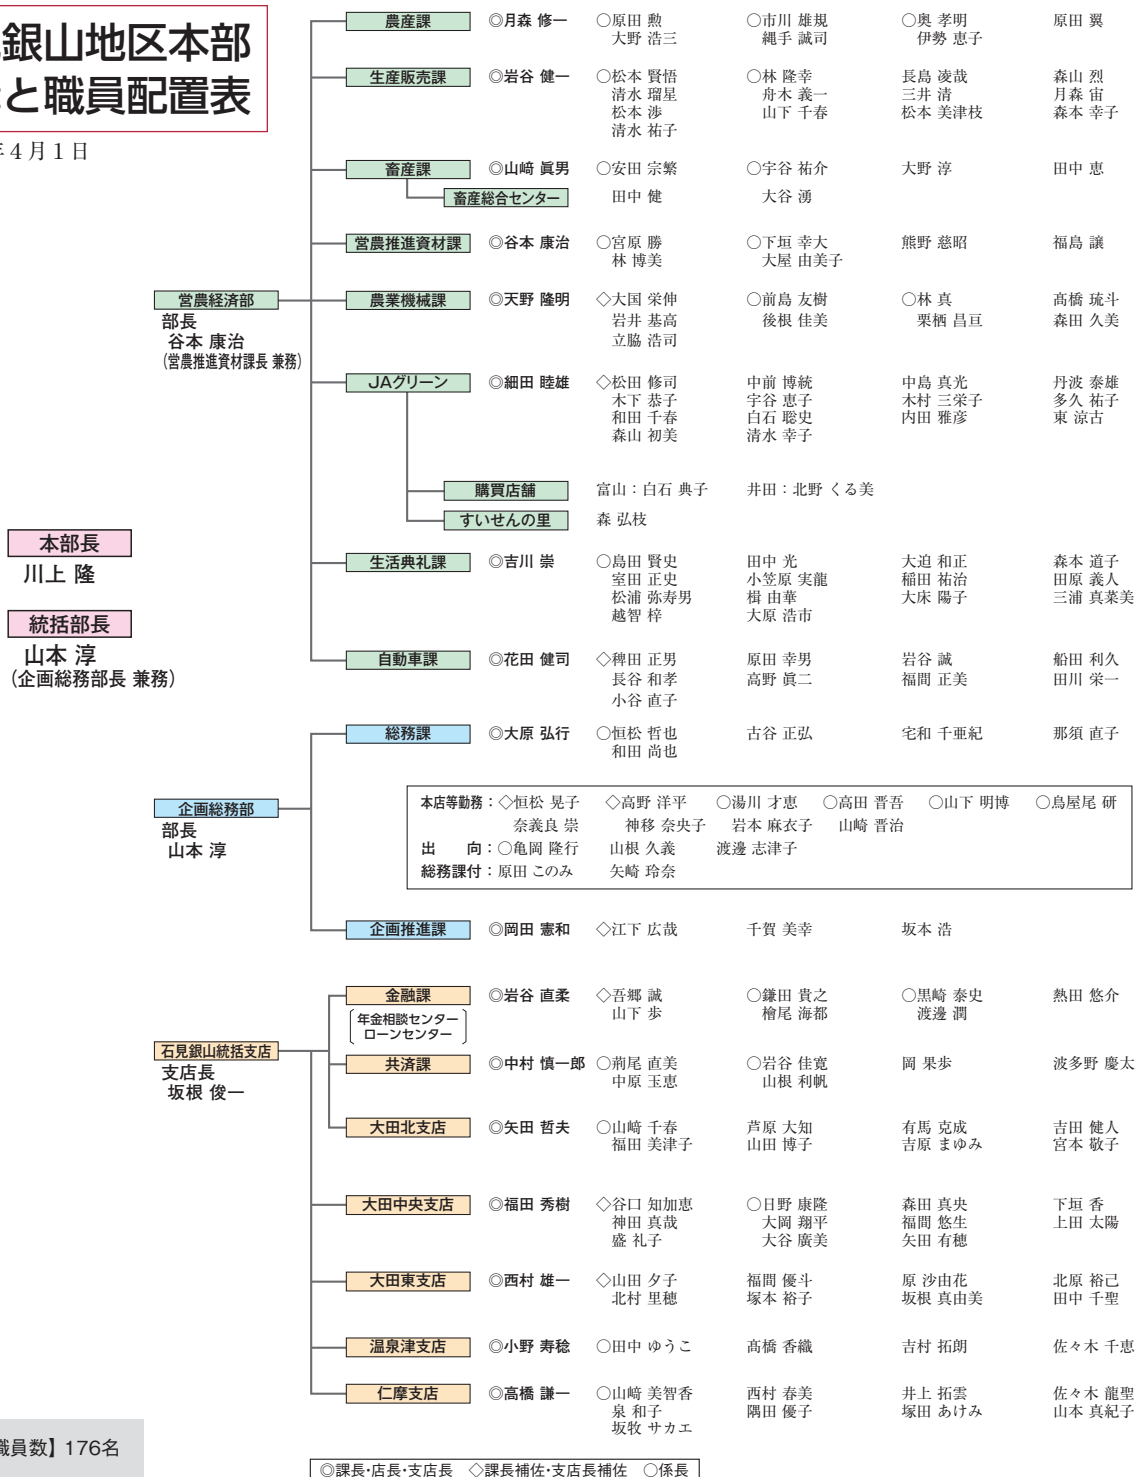 銀山地区本部
と職員配置表
年４月１日
農産課 ◎月森 修一 ○原田 勲 ○市川 雄規 ○奥 孝明 原田 翼
大野 浩三 縄手 誠司 伊勢 恵子
生産販売課 ◎岩谷 健一 ○松本 賢悟 ○林 隆幸 長島 凌哉 森山 烈
清水 瑠星 舟木 義一 三井 清 月森 宙
松本 渉 山下 千春 松本 美津枝 森本 幸子
清水 祐子
畜産課 ◎山﨑 眞男 ○安田 宗繁 ○宇谷 祐介 大野 淳 田中 恵
畜産総合センター 田中 健 大谷 湧
営農推進資材課 ◎谷本 康治 ○宮原 勝 ○下垣 幸大 熊野 慈昭 福島 譲
林 博美 大屋 由美子
営農経済部
部長
谷本 康治
(営農推進資材課長 兼務)
農業機械課 ◎天野 隆明 ◇大国 栄伸 ○前島 友樹 ○林 真 髙橋 琉斗
岩井 基高 後根 佳美 栗栖 昌亘 森田 久美
立脇 浩司
JAグリーン ◎細田 睦雄 ◇松田 修司 中前 博統 中島 真光 丹波 泰雄
木下 恭子 宇谷 恵子 木村 三栄子 多久 祐子
和田 千春 白石 聡史 内田 雅彦 東 涼古
森山 初美 清水 幸子
購買店舗 富山：白石 典子 井田：北野 くる美
すいせんの里 森 弘枝
本部長
川上 隆
統括部長
山本 淳
(企画総務部長 兼務)
生活典礼課 ◎吉川 崇 ○島田 賢史 田中 光 大迫 和正 森本 道子
室田 正史 小笠原 実龍 稲田 祐治 田原 義人
松浦 弥寿男 楫 由華 大床 陽子 三浦 真菜美
越智 梓 大原 浩市
自動車課 ◎花田 健司 ◇稗田 正男 原田 幸男 岩谷 誠 船田 利久
長谷 和孝 高野 眞二 福間 正美 田川 栄一
小谷 直子
総務課 ◎大原 弘行 ○恒松 哲也 古谷 正弘 宅和 千亜紀 那須 直子
和田 尚也
企画総務部
部長
山本 淳
本店等勤務：◇恒松 晃子 ◇高野 洋平 ○湯川 才恵 ○高田 晋吾 ○山下 明博 ○鳥屋尾 研
奈義良 崇 神移 奈央子 岩本 麻衣子 山崎 晋治
出 向：○亀岡 隆行 山根 久義 渡邊 志津子
総務課付：原田 このみ 矢崎 玲奈
企画推進課 ◎岡田 憲和 ◇江下 広哉 千賀 美幸 坂本 浩
金融課 ◎岩谷 直柔 ◇吾郷 誠 ○鎌田 貴之 ○黒崎 泰史 熱田 悠介
山下 歩 檜尾 海都 渡邊 潤
年金相談センター
ローンセンター
石見銀山統括支店
支店長
坂根 俊一
共済課 ◎中村 慎一郎 ○荊尾 直美 ○岩谷 佳寛 岡 果歩 波多野 慶太
中原 玉恵 山根 利帆
大田北支店 ◎矢田 哲夫 ○山﨑 千春 芦原 大知 有馬 克成 吉田 健人
福田 美津子 山田 博子 吉原 まゆみ 宮本 敬子
大田中央支店 ◎福田 秀樹 ◇谷口 知加恵 ○日野 康隆 森田 真央 下垣 香
神田 真哉 大岡 翔平 福間 悠生 上田 太陽
盛 礼子 大谷 廣美 矢田 有穂
大田東支店 ◎西村 雄一 ◇山田 夕子 福間 優斗 原 沙由花 北原 裕己
北村 里穂 塚本 裕子 坂根 真由美 田中 千聖
温泉津支店 ◎小野 寿稔 ○田中 ゆうこ 髙橋 香織 吉村 拓朗 佐々木 千恵
仁摩支店 ◎高橋 謙一 ○山﨑 美智香 西村 春美 井上 拓雲 佐々木 龍聖
泉 和子 隅田 優子 塚田 あけみ 山本 真紀子
坂牧 サカエ
職員数】176名
◎課長・店長・支店長 ◇課長補佐・支店長補佐 ○係長